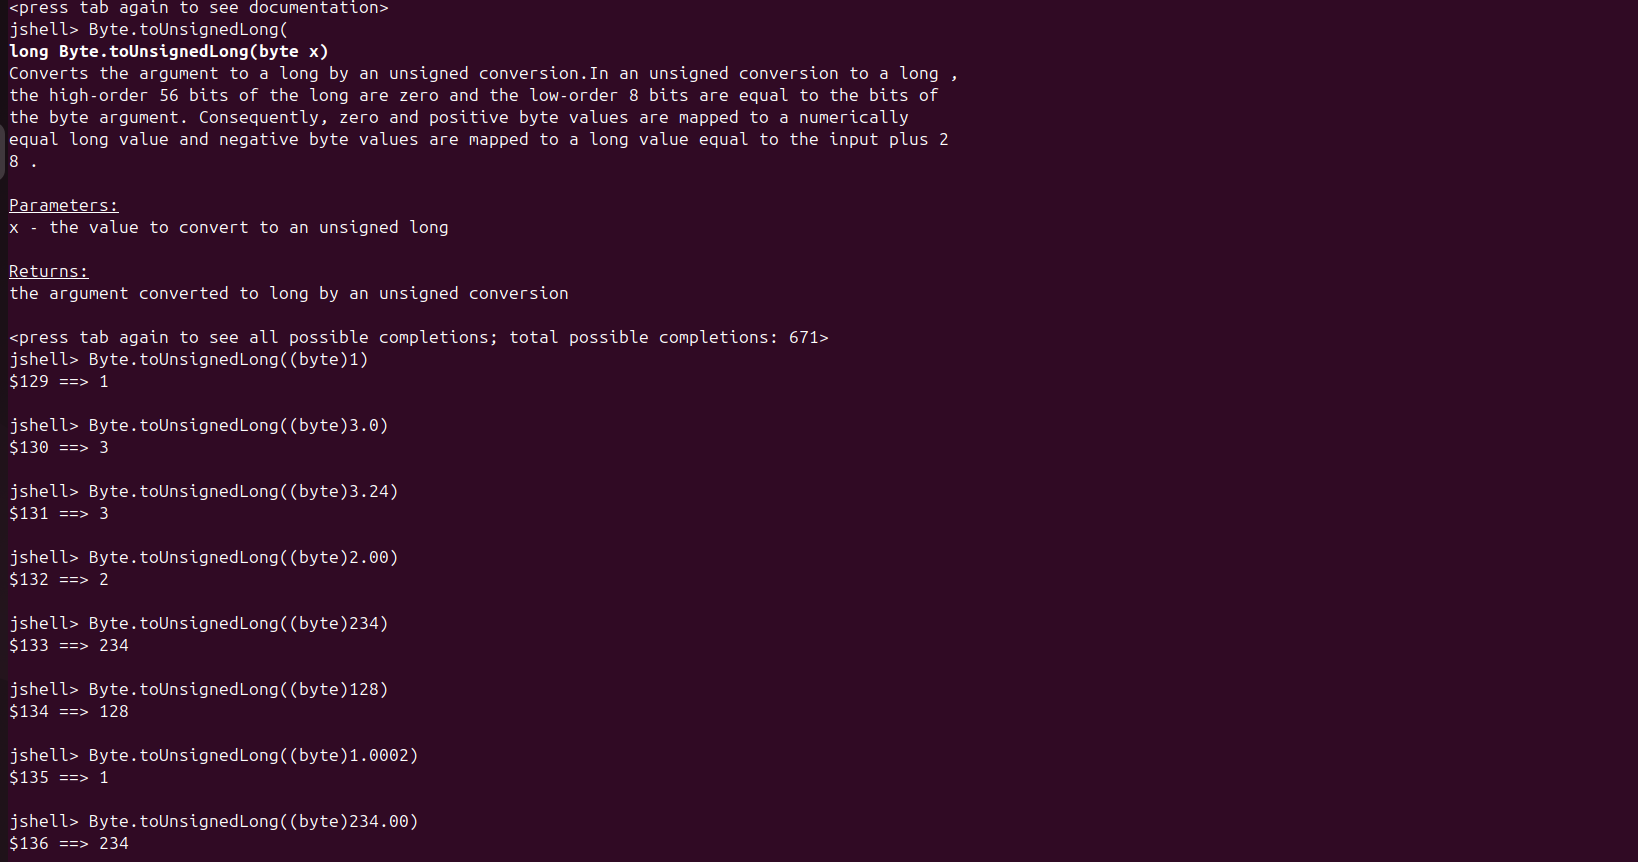 <press tab again to see documentation>
jshell> Byte.toUnsignedLong(
long Byte.toUnsignedLong(byte x)
Converts the argument to a long by an unsigned conversion.In an unsigned conversion to a long ,
the high-order 56 bits of the long are zero and the low-order 8 bits are equal to the bits of
the byte argument. Consequently, zero and positive byte values are mapped to a numerically
equal long value and negative byte values are mapped to a long value equal to the input plus 2
8 .
Parameters:
x - the value to convert to an unsigned long
Returns:
the argument converted to long by an unsigned conversion
<press tab again to see all possible completions; total possible completions: 671>
jshell> Byte.toUnsignedLong((byte)1)
$129 ==> 1
jshell> Byte.toUnsignedLong((byte)3.0)
$130 ==> 3
jshell> Byte.toUnsignedLong((byte)3.24)
$131 ==> 3
jshell> Byte.toUnsignedLong((byte)2.00)
$132 ==> 2
jshell> Byte.toUnsignedLong((byte)234)
$133 ==> 234
jshell> Byte.toUnsignedLong((byte)128)
$134 ==> 128
jshell> Byte.toUnsignedLong((byte)1.0002)
$135 ==> 1
jshell> Byte.toUnsignedLong((byte)234.00)
$136 ==> 234